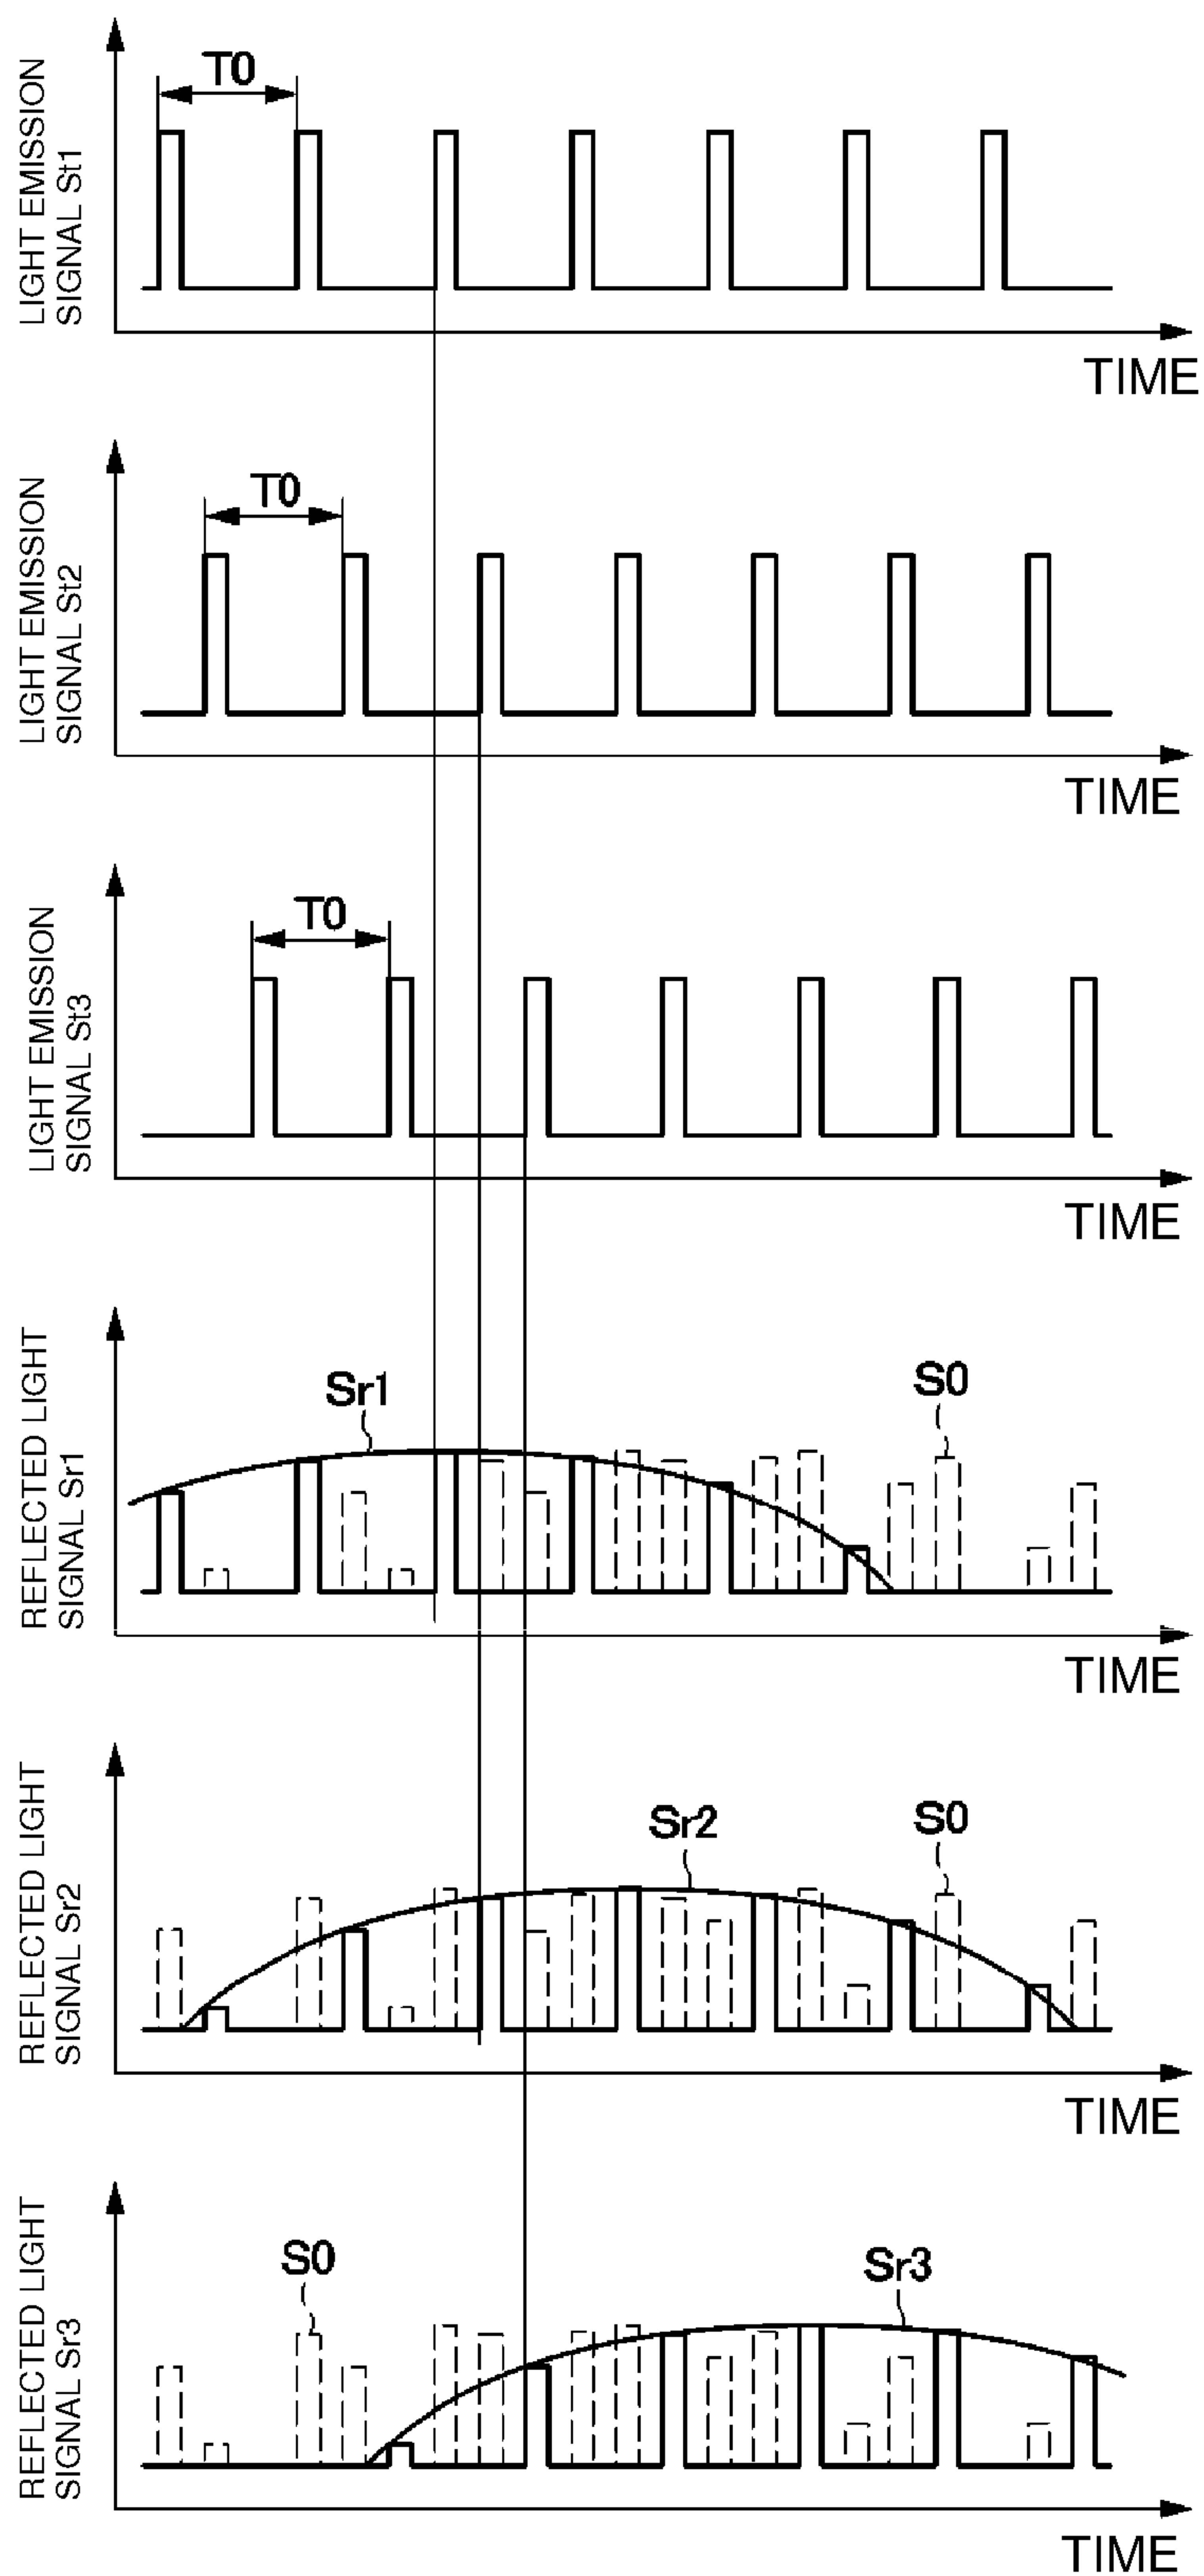 T0
LIGHT EMISSION
SIGNAL St1
TIME
T0
LIGHT EMISSION
SIGNAL St2
TIME
T0
LIGHT EMISSION
SIGNAL St3
TIME
Sr1
S0
REFLECTED LIGHT
SIGNAL Sr1
TIME
Sr2
S0
REFLECTED LIGHT
SIGNAL Sr2
TIME
S0
Sr3
REFLECTED LIGHT
SIGNAL Sr3
TIME